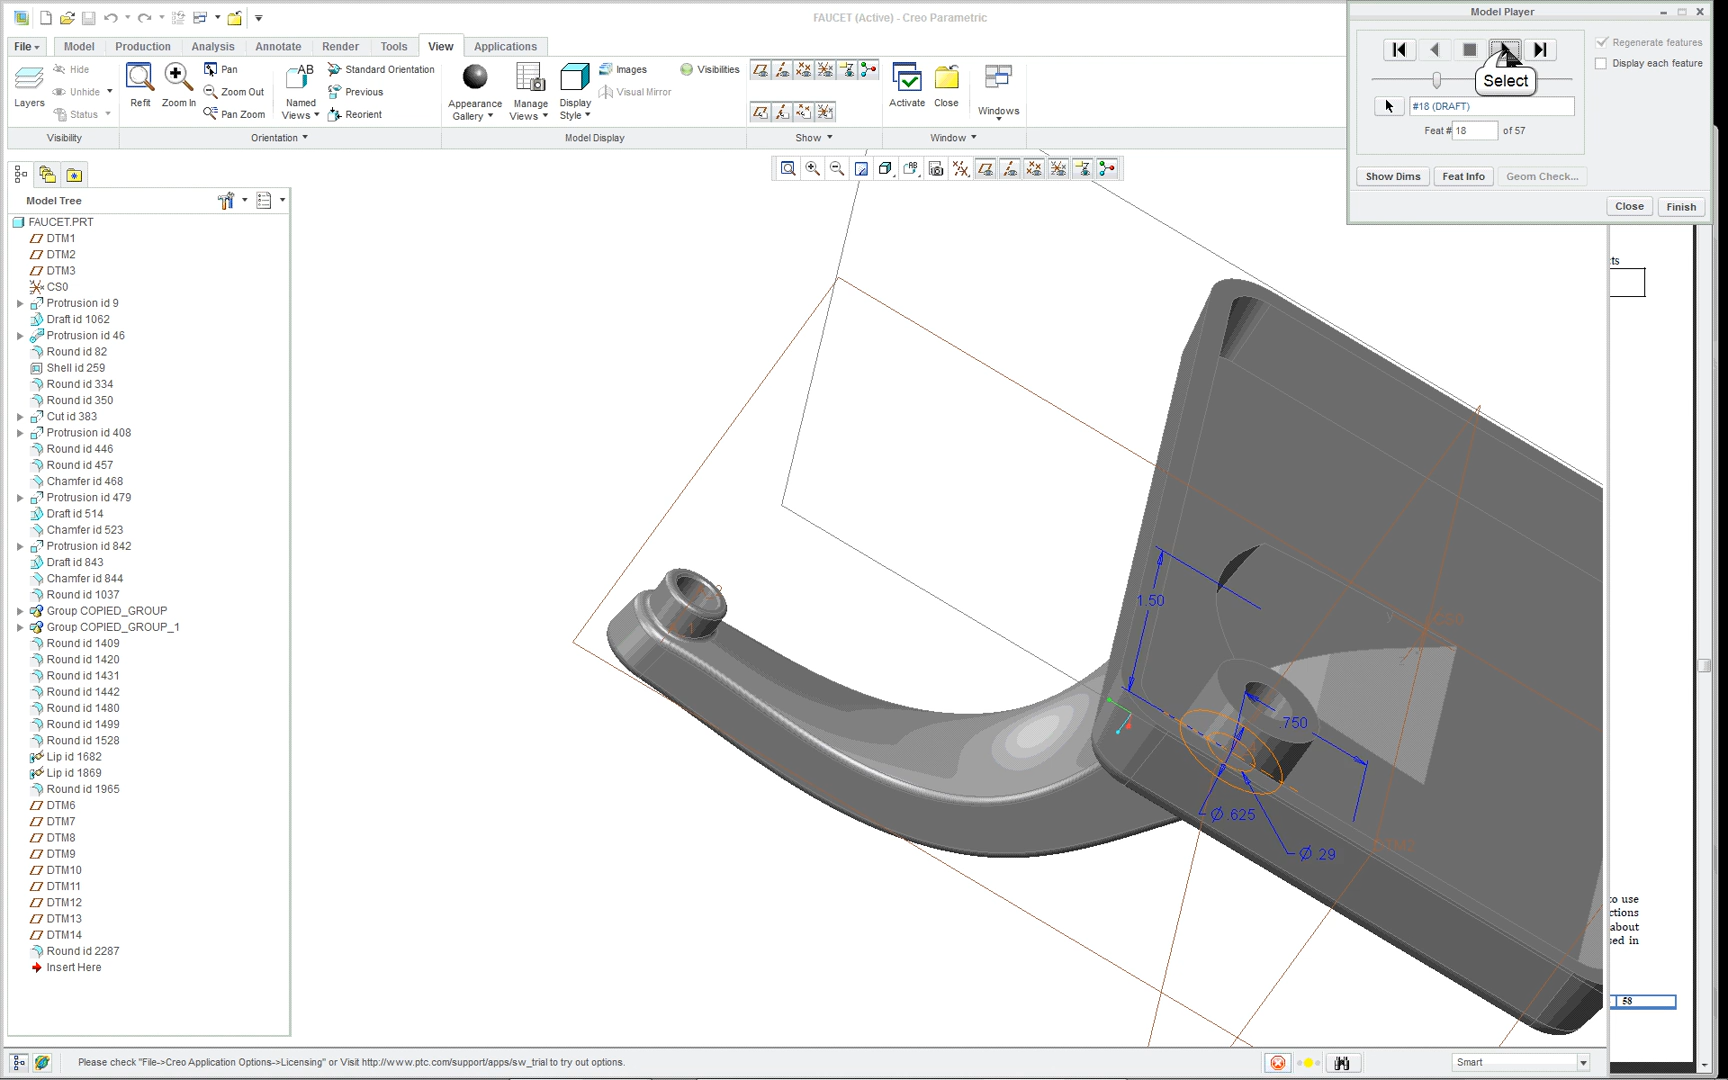 FAUCET (Active) - Creo Parametric
File Model Production Analysis Annotate Render Tools View Applications
Layers
Hide
Unhide
Status
Visibility
Refit
Zoom In
Pan
Zoom Out
Pan Zoom
Named Views
Standard Orientation
Previous
Reorient
Orientation
Appearance Gallery
Manage Views
Display Style
Images
Visual Mirror
Model Display
Visibilities
Show
Activate
Close
Windows
Window
Model Player
Select
Regenerate features
Display each feature
#18 (DRAFT)
Feat # 18 of 57
Show Dims Feat Info Geom Check...
Close Finish
Model Tree
FAUCET.PRT
DTM1
DTM2
DTM3
CS0
Protrusion id 9
Draft id 1062
Protrusion id 46
Round id 82
Shell id 259
Round id 334
Round id 350
Cut id 383
Protrusion id 408
Round id 446
Round id 457
Chamfer id 468
Protrusion id 479
Draft id 514
Chamfer id 523
Protrusion id 842
Draft id 843
Chamfer id 844
Round id 1037
Group COPIED_GROUP
Group COPIED_GROUP_1
Round id 1409
Round id 1420
Round id 1431
Round id 1442
Round id 1480
Round id 1499
Round id 1528
Lip id 1682
Lip id 1869
Round id 1965
DTM6
DTM7
DTM8
DTM9
DTM10
DTM11
DTM12
DTM13
DTM14
Round id 2287
Insert Here
1.50
.750
Ø.625
Ø.29
ts
to use
ctions
about
sed in
58
Please check "File->Creo Application Options->Licensing" or Visit http://www.ptc.com/support/apps/sw_trial to try out options.
Smart